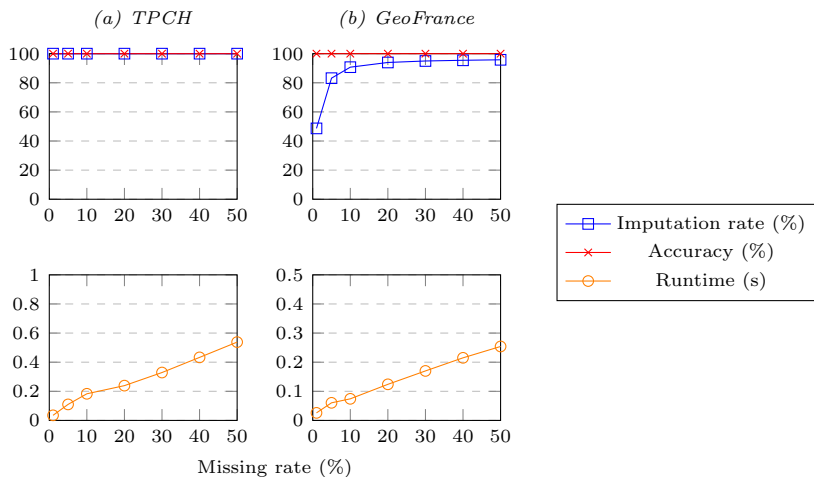 (a) TPCH
(b) GeoFrance
100
80
60
40
20
0
0 10 20 30 40 50
100
80
60
40
20
0
0 10 20 30 40 50
Imputation rate (%)
Accuracy (%)
Runtime (s)
1
0.8
0.6
0.4
0.2
0
0 10 20 30 40 50
0.5
0.4
0.3
0.2
0.1
0
0 10 20 30 40 50
Missing rate (%)